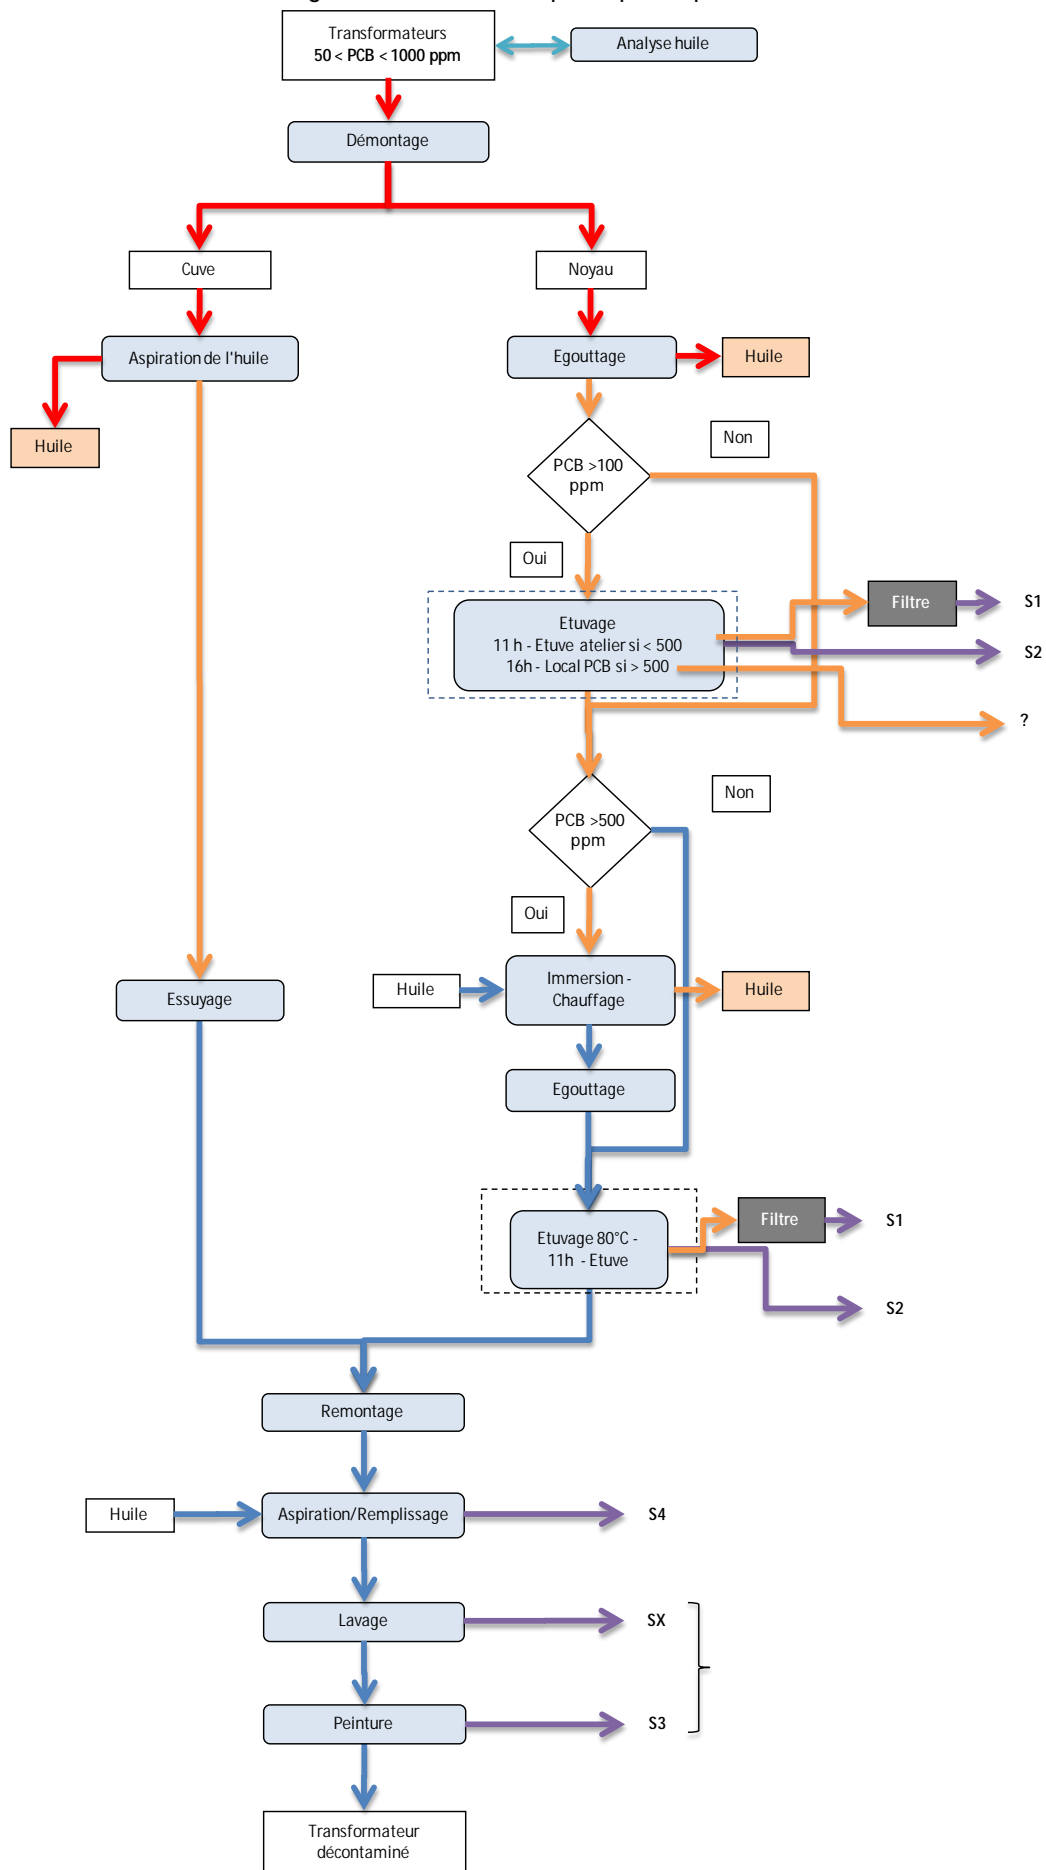 Transformateurs
50 < PCB < 1000 ppm
Analyse huile
Démontage
Cuve
Noyau
Aspiration de l'huile
Egouttage
Huile
Huile
Non
PCB >100
ppm
Oui
Etuvage
11 h - Etuve atelier si < 500
16h - Local PCB si > 500
Filtre
S1
S2
?
Non
PCB >500
ppm
Oui
Essuyage
Huile
Immersion -
Chauffage
Huile
Egouttage
Etuvage 80°C -
11h - Etuve
Filtre
S1
S2
Remontage
Huile
Aspiration/Remplissage
S4
Lavage
SX
Peinture
S3
Transformateur
décontaminé